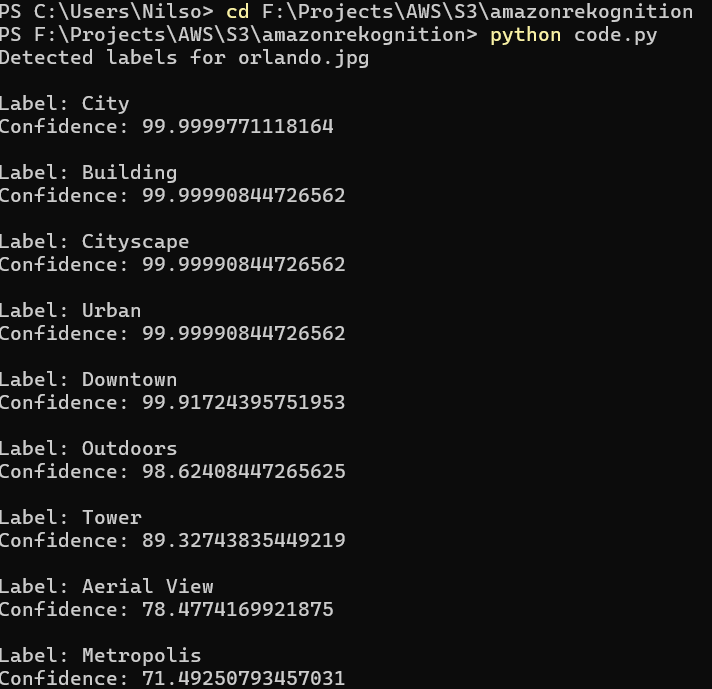 PS C:\Users\Nilso> cd F:\Projects\AWS\S3\amazonrekognition
PS F:\Projects\AWS\S3\amazonrekognition> python code.py
Detected labels for orlando.jpg
Label: City
Confidence: 99.9999771118164
Label: Building
Confidence: 99.99990844726562
Label: Cityscape
Confidence: 99.99990844726562
Label: Urban
Confidence: 99.99990844726562
Label: Downtown
Confidence: 99.91724395751953
Label: Outdoors
Confidence: 98.62408447265625
Label: Tower
Confidence: 89.32743835449219
Label: Aerial View
Confidence: 78.4774169921875
Label: Metropolis
Confidence: 71.49250793457031